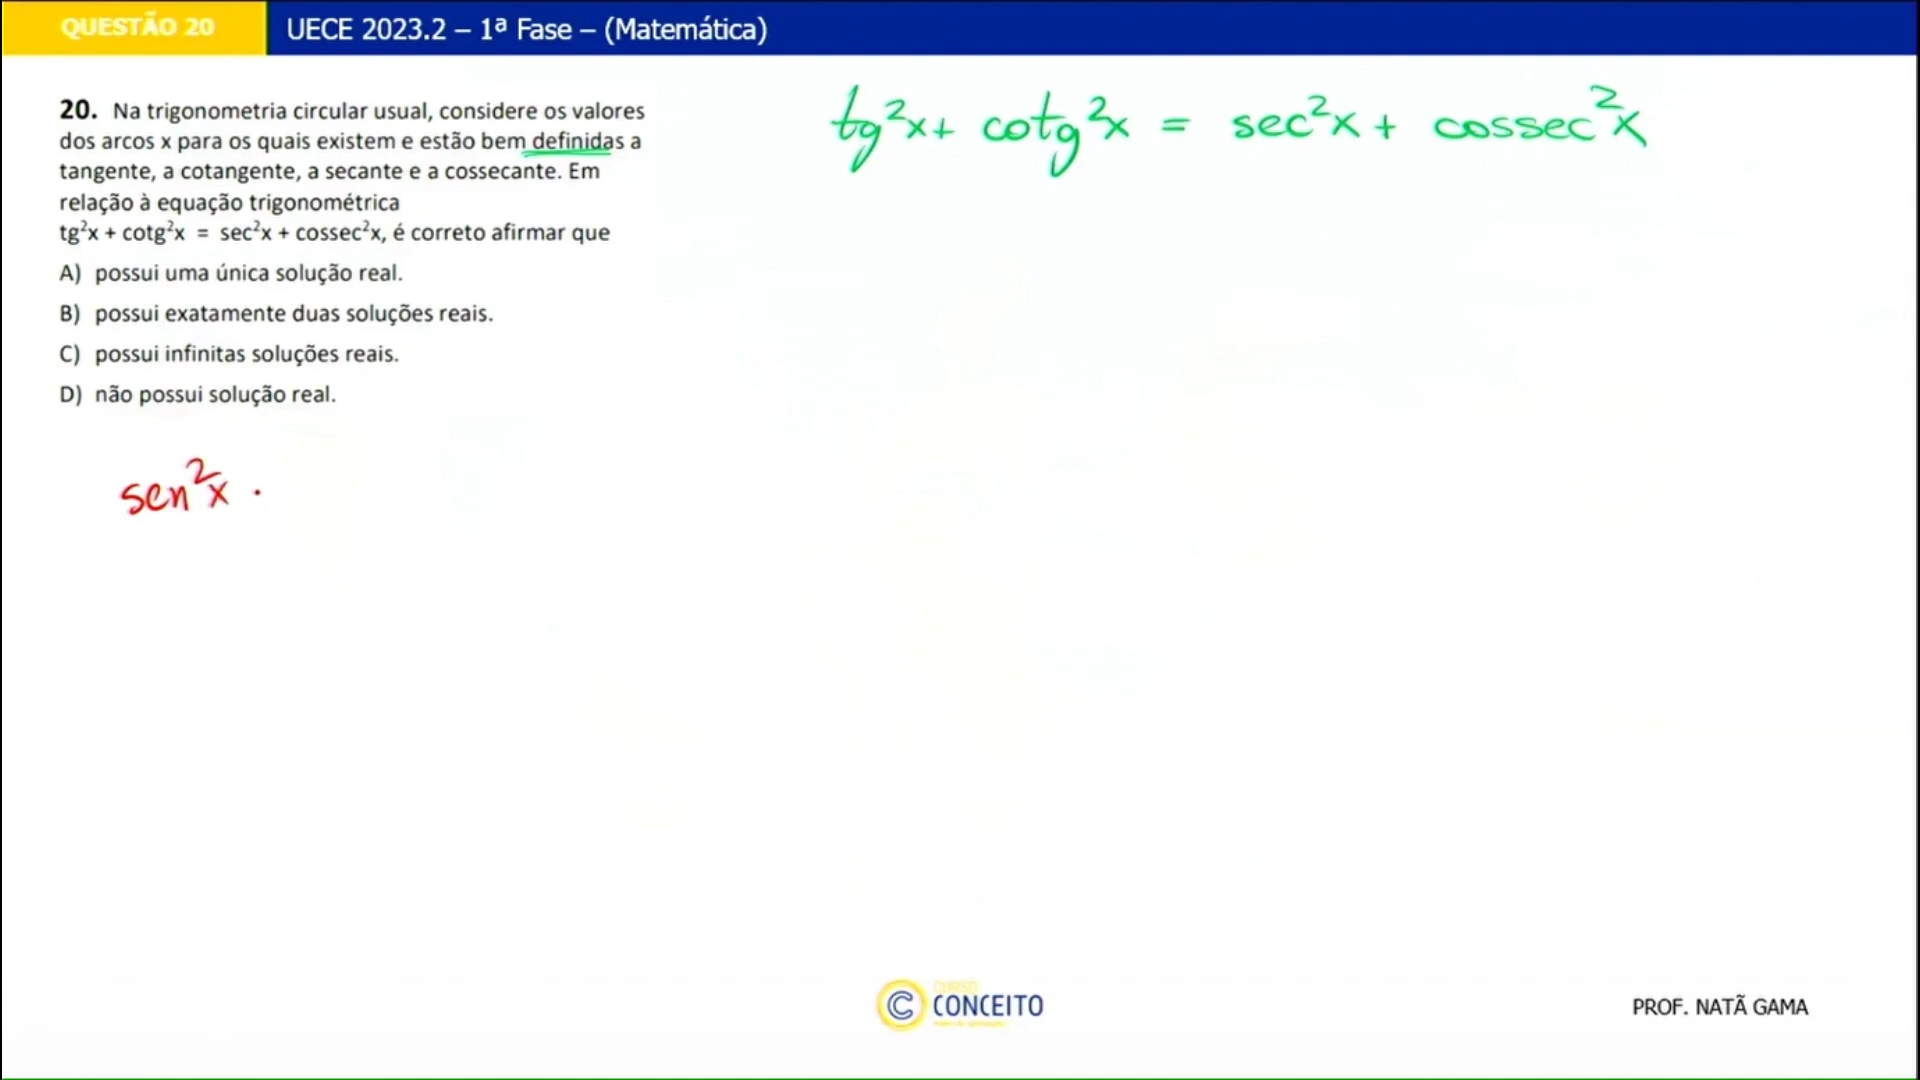 QUESTÃO 20
UECE 2023.2 – 1ª Fase – (Matemática)
20. Na trigonometria circular usual, considere os valores
dos arcos x para os quais existem e estão bem definidas a
tangente, a cotangente, a secante e a cossecante. Em
relação à equação trigonométrica
tg²x + cotg²x = sec²x + cossec²x, é correto afirmar que
A) possui uma única solução real.
B) possui exatamente duas soluções reais.
C) possui infinitas soluções reais.
D) não possui solução real.
tg²x + cotg²x = sec²x + cossec²x
sen²x .
CURSO
CONCEITO
PROF. NATÃ GAMA